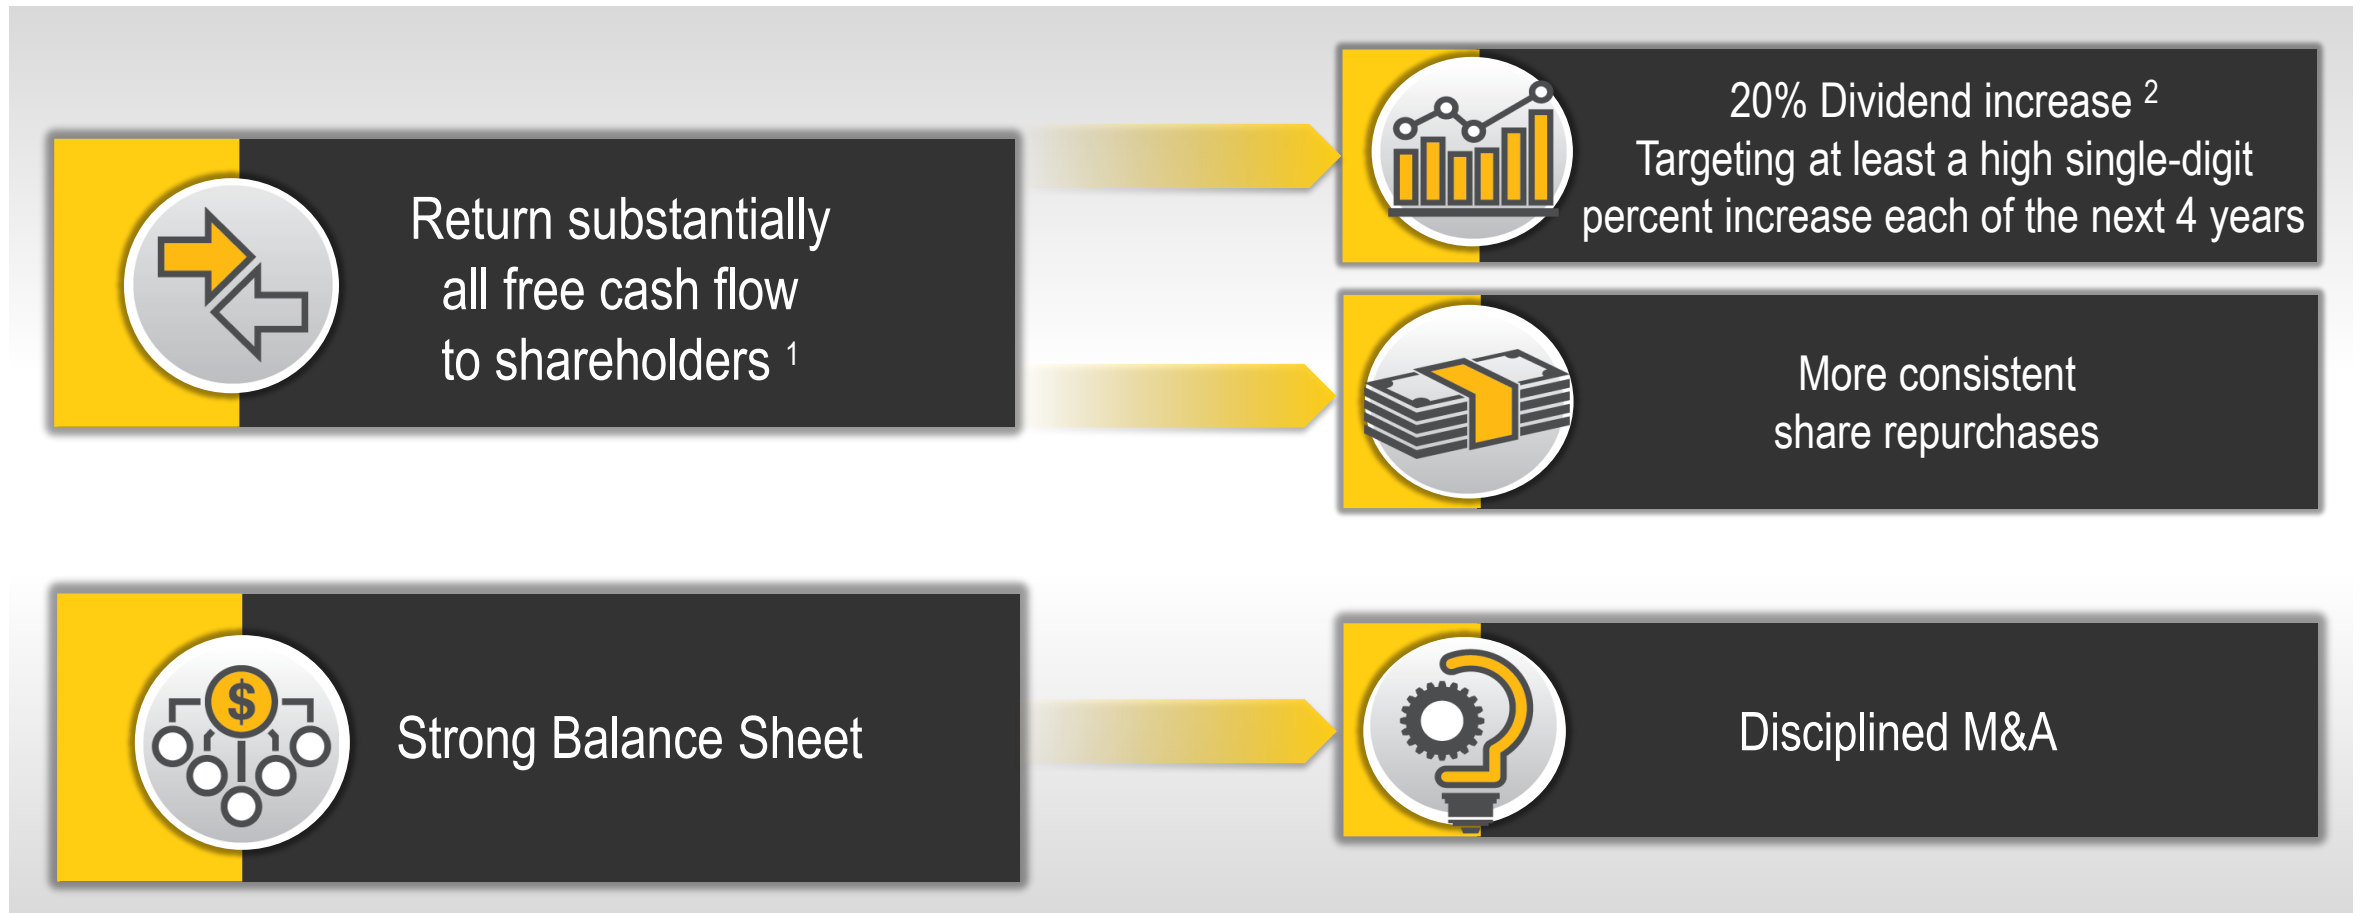 Return substantially
all free cash flow
to shareholders 1
20% Dividend increase 2
Targeting at least a high single-digit
percent increase each of the next 4 years
More consistent
share repurchases
$
Strong Balance Sheet
Disciplined M&A